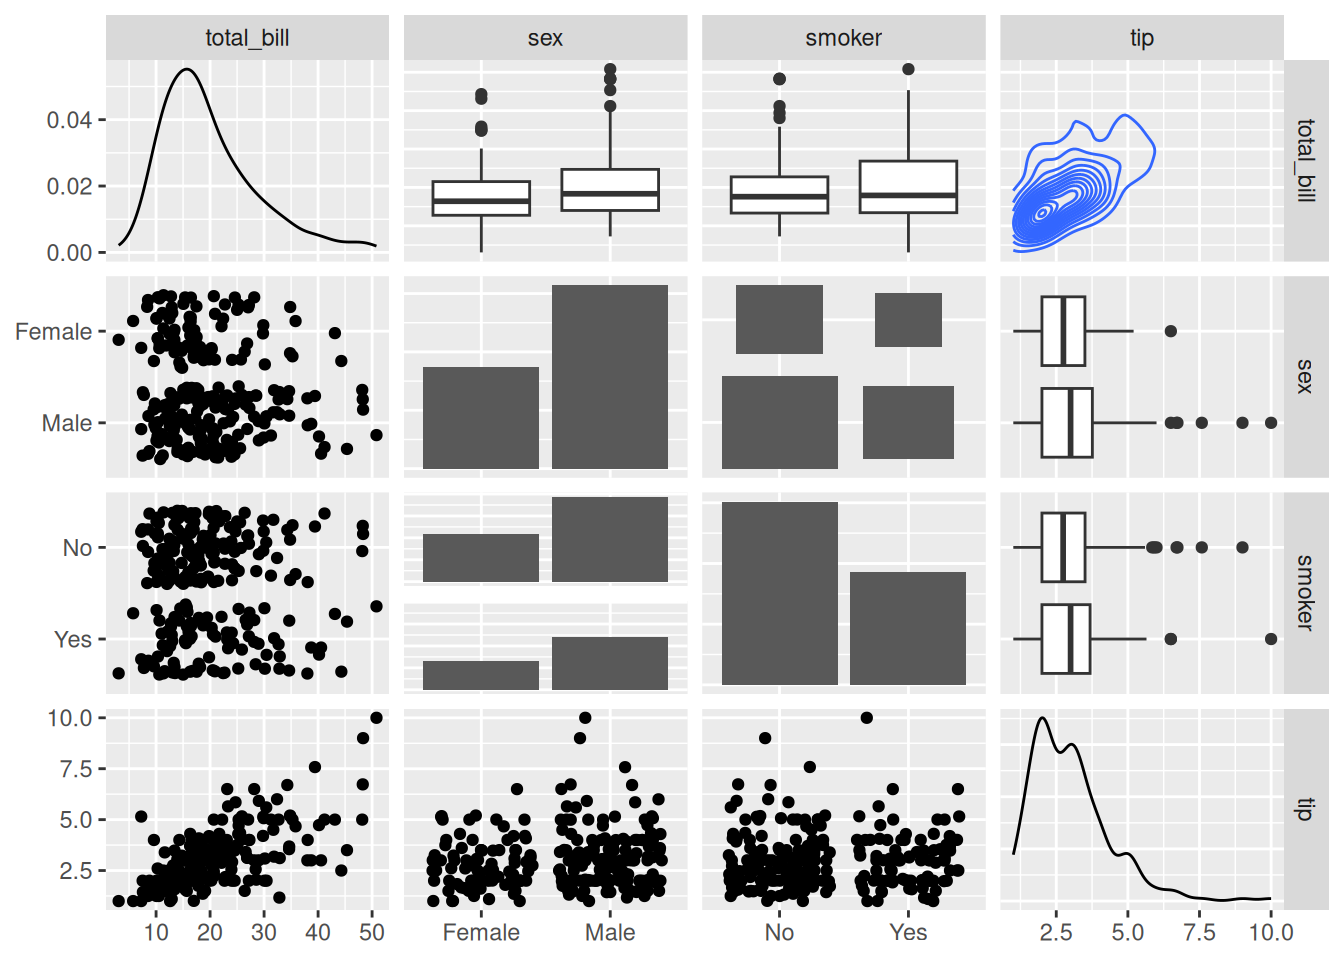 total_bill sex smoker tip
0.04
0.02
0.00
total_bill
Female
Male
sex
No
Yes
smoker
10.0
7.5
5.0
2.5
tip
10 20 30 40 50 Female Male No Yes 2.5 5.0 7.5 10.0